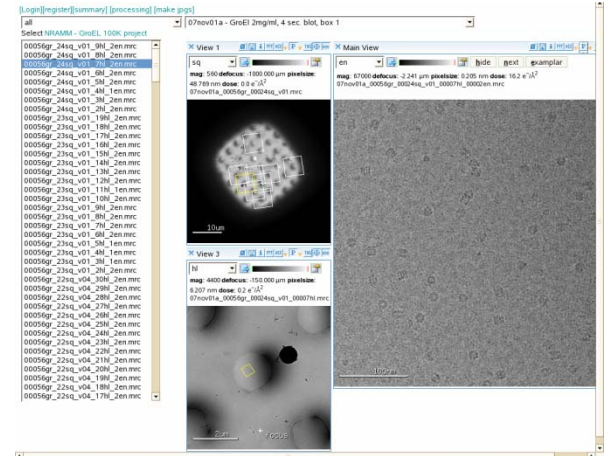 [Login][register][summary] [processing] [make jpgs]
all
07nov01a - GroEl 2mg/ml, 4 sec. blot, box 1
Select NRAMM - GroEL 100K project
00056gr_24sq_v01_9hl_2en.mrc
00056gr_24sq_v01_8hl_2en.mrc
00056gr_24sq_v01_7hl_2en.mrc
00056gr_24sq_v01_6hl_2en.mrc
00056gr_24sq_v01_5hl_2en.mrc
00056gr_24sq_v01_4hl_1en.mrc
00056gr_24sq_v01_3hl_2en.mrc
00056gr_23sq_v01_19hl_2en.mrc
00056gr_23sq_v01_18hl_2en.mrc
00056gr_23sq_v01_17hl_2en.mrc
00056gr_23sq_v01_16hl_2en.mrc
00056gr_23sq_v01_15hl_2en.mrc
00056gr_23sq_v01_14hl_2en.mrc
00056gr_23sq_v01_13hl_2en.mrc
00056gr_23sq_v01_12hl_2en.mrc
00056gr_23sq_v01_11hl_1en.mrc
00056gr_23sq_v01_10hl_2en.mrc
00056gr_23sq_v01_9hl_2en.mrc
00056gr_23sq_v01_8hl_2en.mrc
00056gr_23sq_v01_7hl_2en.mrc
00056gr_23sq_v01_6hl_2en.mrc
00056gr_23sq_v01_5hl_1en.mrc
00056gr_23sq_v01_4hl_2en.mrc
00056gr_23sq_v01_3hl_1en.mrc
00056gr_23sq_v01_2hl_2en.mrc
00056gr_22sq_v04_30hl_2en.mrc
00056gr_22sq_v04_29hl_2en.mrc
00056gr_22sq_v04_28hl_2en.mrc
00056gr_22sq_v04_27hl_2en.mrc
00056gr_22sq_v04_26hl_2en.mrc
00056gr_22sq_v04_25hl_2en.mrc
00056gr_22sq_v04_24hl_2en.mrc
00056gr_22sq_v04_23hl_2en.mrc
00056gr_22sq_v04_22hl_2en.mrc
00056gr_22sq_v04_21hl_2en.mrc
00056gr_22sq_v04_20hl_2en.mrc
00056gr_22sq_v04_19hl_2en.mrc
00056gr_22sq_v04_18hl_2en.mrc
00056gr_22sq_v04_17hl_2en.mrc
View 1
sq
mag: 560 defocus: -1000.000 µm pixelsize:
48.769 nm dose: 0.0 e⁻/Å²
07nov01a_00056gr_00024sq_v01.mrc
10um
View 3
hl
mag: 4400 defocus: -150.000 µm pixelsize:
6.207 nm dose: 0.2 e⁻/Å²
07nov01a_00056gr_00024sq_v01_00007hl.mrc
2um
Focus
Main View
en
hide next examplar
mag: 67000 defocus: -2.241 µm pixelsize: 0.205 nm dose: 16.2 e⁻/Å²
07nov01a_00056gr_00024sq_v01_00007hl_00002en.mrc